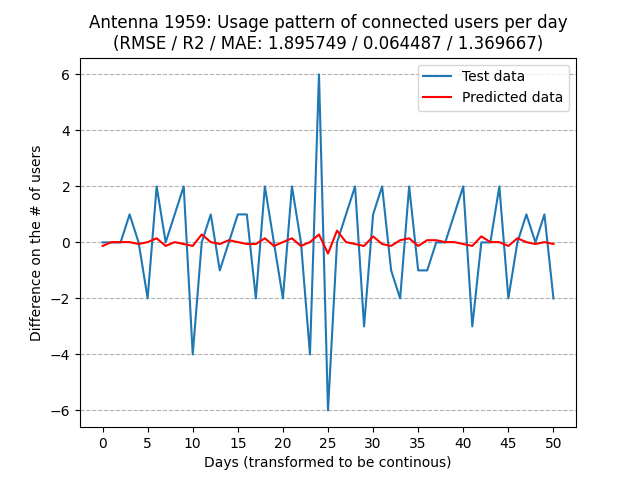 Antenna 1959: Usage pattern of connected users per day
(RMSE / R2 / MAE: 1.895749 / 0.064487 / 1.369667)
Test data
Predicted data
6
4
2
0
−2
−4
−6
Difference on the # of users
0 5 10 15 20 25 30 35 40 45 50
Days (transformed to be continous)